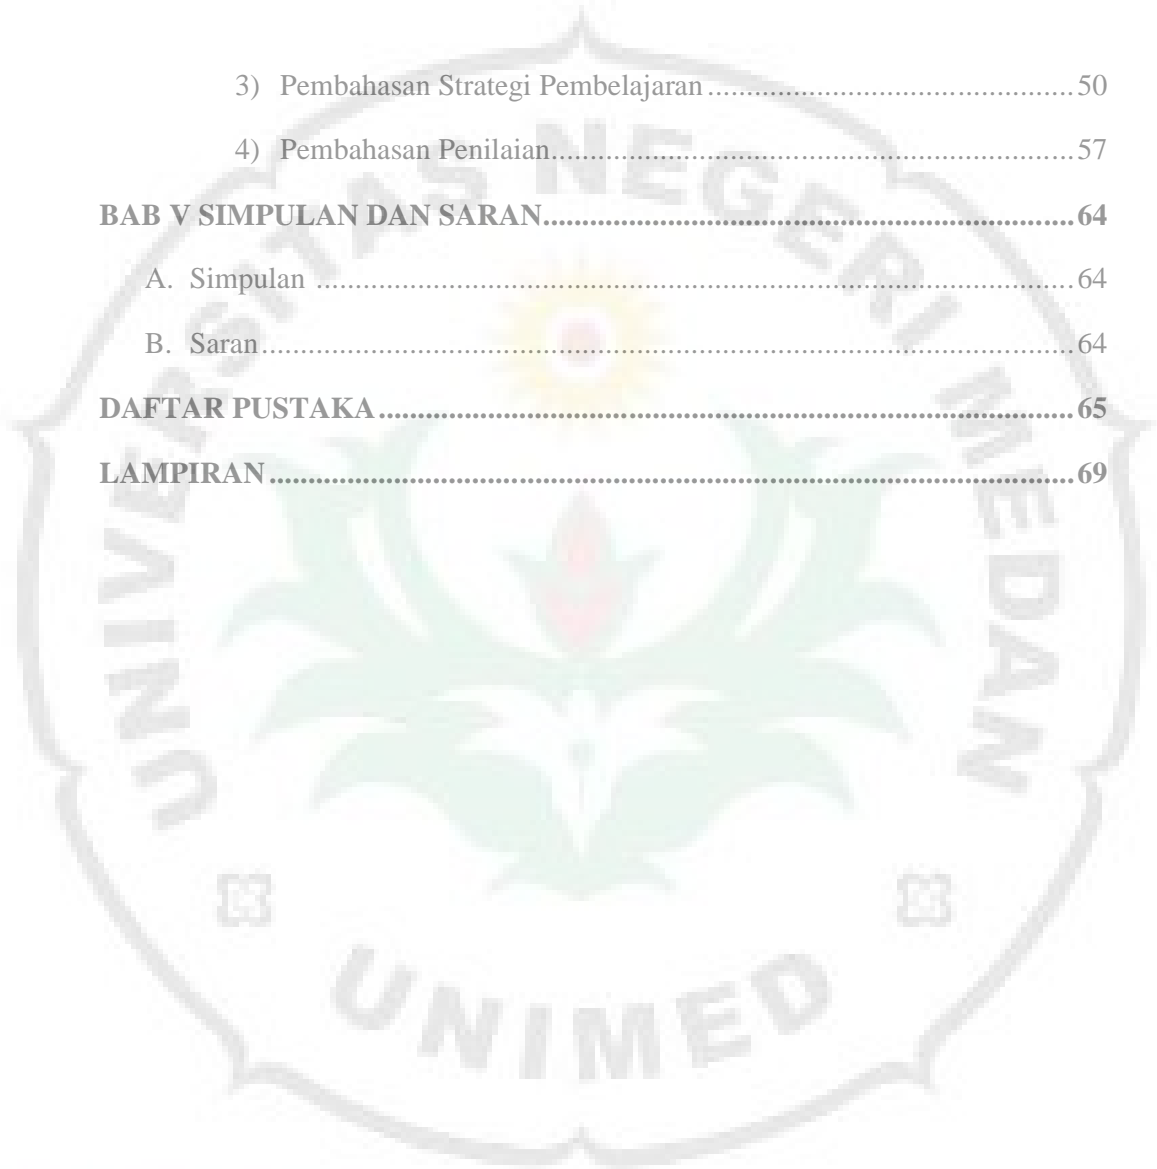 3) Pembahasan Strategi Pembelajaran ................................................ 50
4) Pembahasan Penilaian .................................................................... 57
BAB V SIMPULAN DAN SARAN ..................................................................... 64
A. Simpulan .................................................................................................. 64
B. Saran ......................................................................................................... 64
DAFTAR PUSTAKA .......................................................................................... 65
LAMPIRAN ........................................................................................................ 69
UNIVERSITAS NEGERI MEDAN
UNIMED